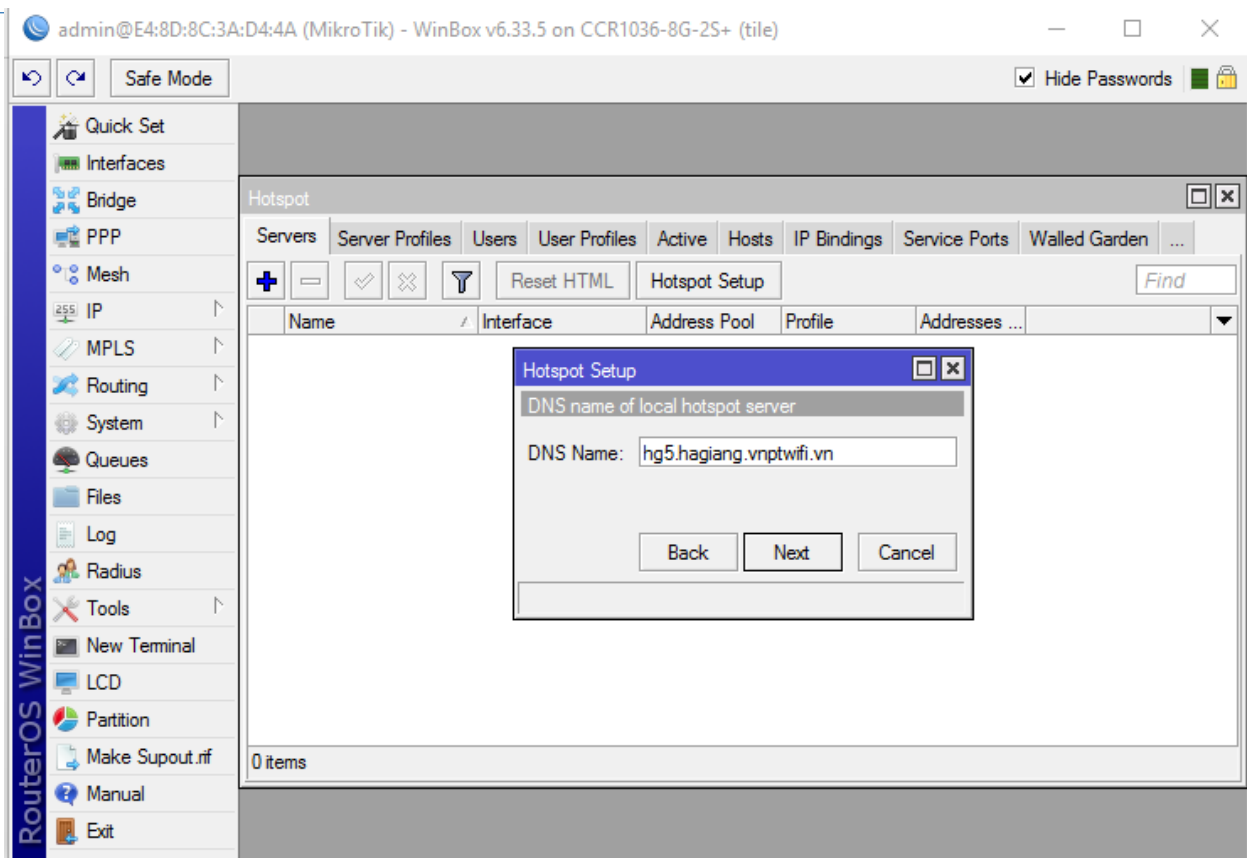 admin@E4:8D:8C:3A:D4:4A (MikroTik) - WinBox v6.33.5 on CCR1036-8G-2S+ (tile)
Safe Mode
Hide Passwords
Quick Set
Interfaces
Bridge
PPP
Mesh
255 IP
MPLS
Routing
System
Queues
Files
Log
Radius
Tools
New Terminal
LCD
Partition
Make Supout.rif
Manual
Exit
RouterOS WinBox
Hotspot
Servers Server Profiles Users User Profiles Active Hosts IP Bindings Service Ports Walled Garden ...
Reset HTML Hotspot Setup Find
Name Interface Address Pool Profile Addresses ...
Hotspot Setup
DNS name of local hotspot server
DNS Name: hg5.hagiang.vnptwifi.vn
Back Next Cancel
0 items